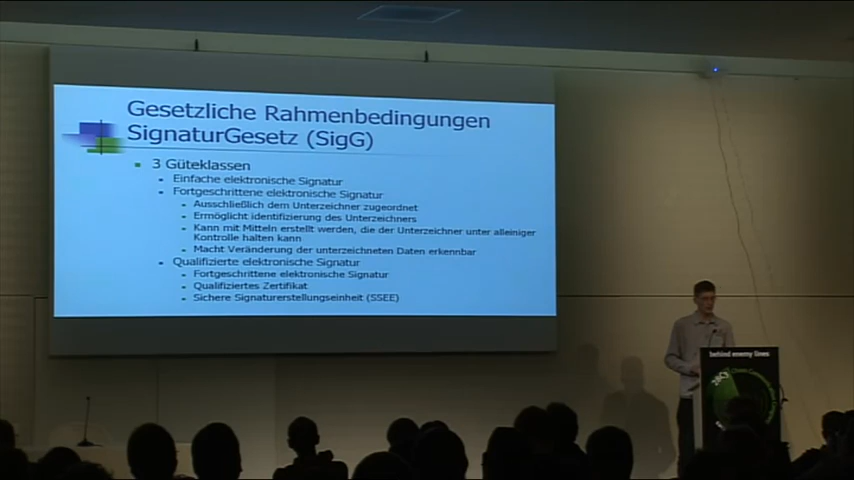 Gesetzliche Rahmenbedingungen
SignaturGesetz (SigG)
3 Güteklassen
Einfache elektronische Signatur
Fortgeschrittene elektronische Signatur
Ausschließlich dem Unterzeichner zugeordnet
Ermöglicht identifizierung des Unterzeichners
Kann mit Mitteln erstellt werden, die der Unterzeichner unter alleiniger
Kontrolle halten kann
Macht Veränderung der unterzeichneten Daten erkennbar
Qualifizierte elektronische Signatur
Fortgeschrittene elektronische Signatur
Qualifiziertes Zertifikat
Sichere Signaturerstellungseinheit (SSEE)
behind enemy lines